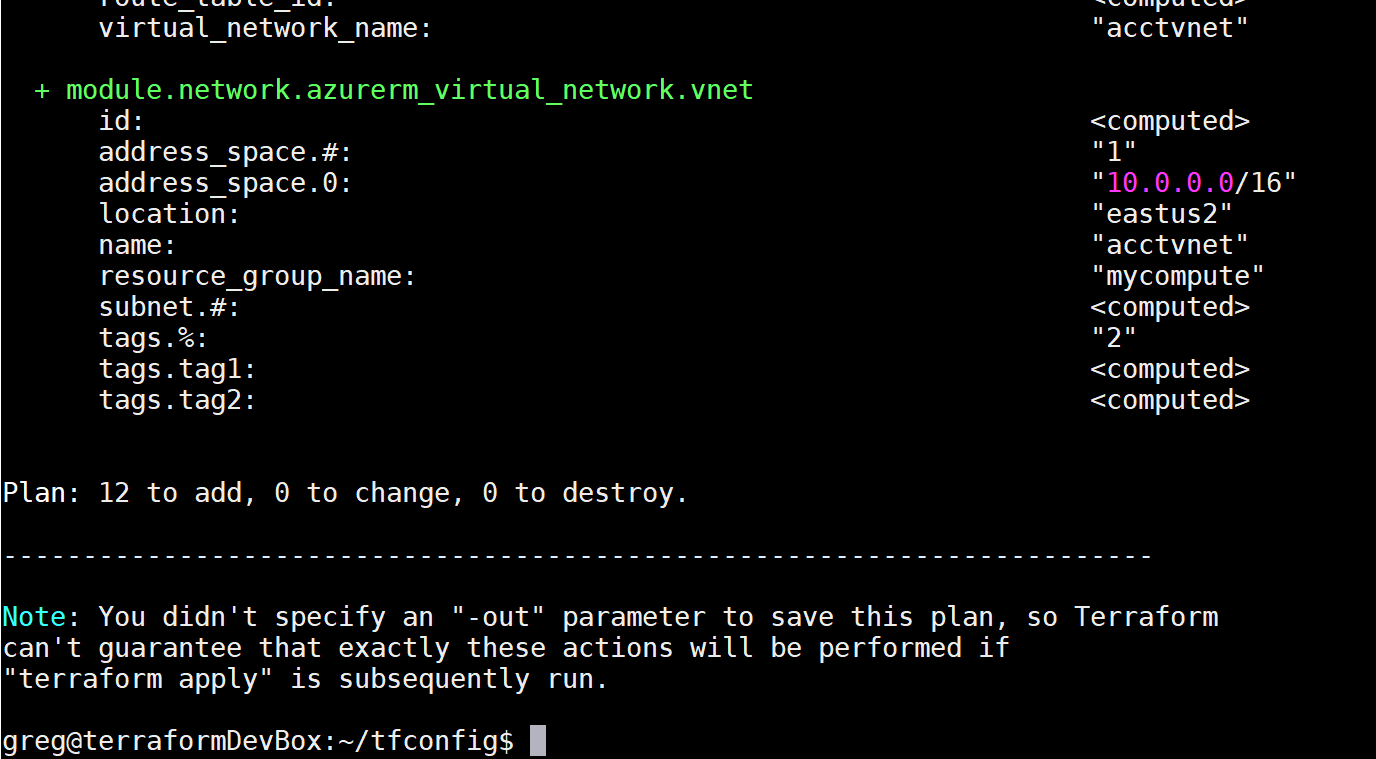 route_table_id: <computed>
virtual_network_name: "acctvnet"
+ module.network.azurerm_virtual_network.vnet
id: <computed>
address_space.#: "1"
address_space.0: "10.0.0.0/16"
location: "eastus2"
name: "acctvnet"
resource_group_name: "mycompute"
subnet.#: <computed>
tags.%: "2"
tags.tag1: <computed>
tags.tag2: <computed>
Plan: 12 to add, 0 to change, 0 to destroy.
------------------------------------------------------------------------
Note: You didn't specify an "-out" parameter to save this plan, so Terraform
can't guarantee that exactly these actions will be performed if
"terraform apply" is subsequently run.
greg@terraformDevBox:~/tfconfig$